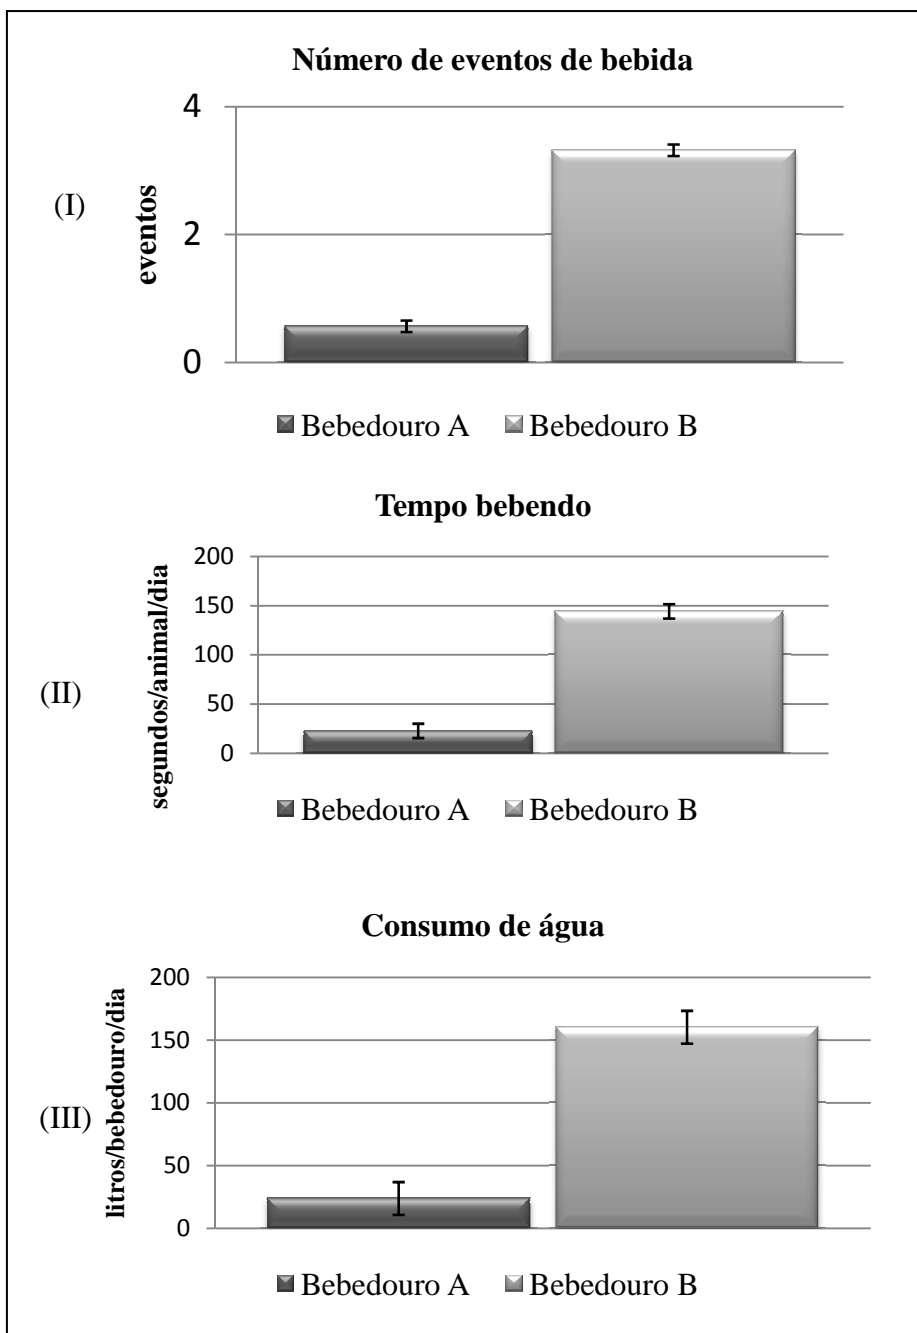 Número de eventos de bebida
4
(I)
eventos
2
0
Bebedouro A Bebedouro B
Tempo bebendo
200
150
segundos/animal/dia
100
(II)
50
0
Bebedouro A Bebedouro B
Consumo de água
200
150
litros/bebedouro/dia
100
(III)
50
0
Bebedouro A Bebedouro B